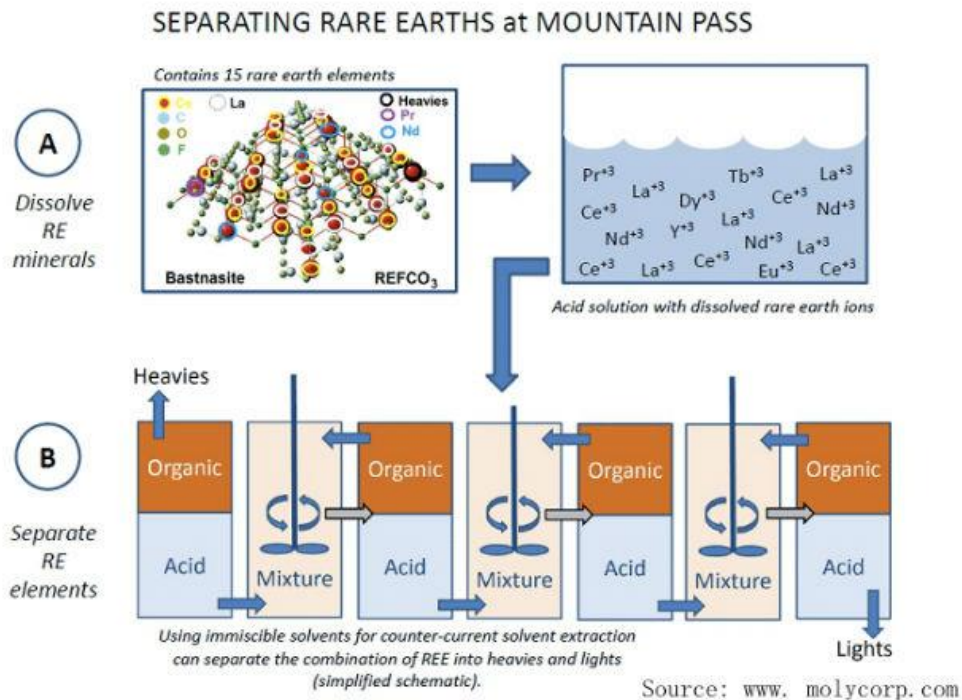 SEPARATING RARE EARTHS at MOUNTAIN PASS
Contains 15 rare earth elements
A
Dissolve
RE
minerals
Ce
La
C
O
F
Heavies
Pr
Nd
Bastnasite
REFCO₃
Pr⁺³
La⁺³
Tb⁺³
La⁺³
Ce⁺³
Dy⁺³
Ce⁺³
Nd⁺³
Nd⁺³
Y⁺³
La⁺³
Nd⁺³
La⁺³
Ce⁺³
La⁺³
Ce⁺³
Eu⁺³
Ce⁺³
Acid solution with dissolved rare earth ions
B
Separate
RE
elements
Heavies
Organic
Acid
Mixture
Organic
Acid
Mixture
Organic
Acid
Mixture
Organic
Acid
Lights
Using immiscible solvents for counter-current solvent extraction
can separate the combination of REE into heavies and lights
(simplified schematic).
Source: www. molycorp. com